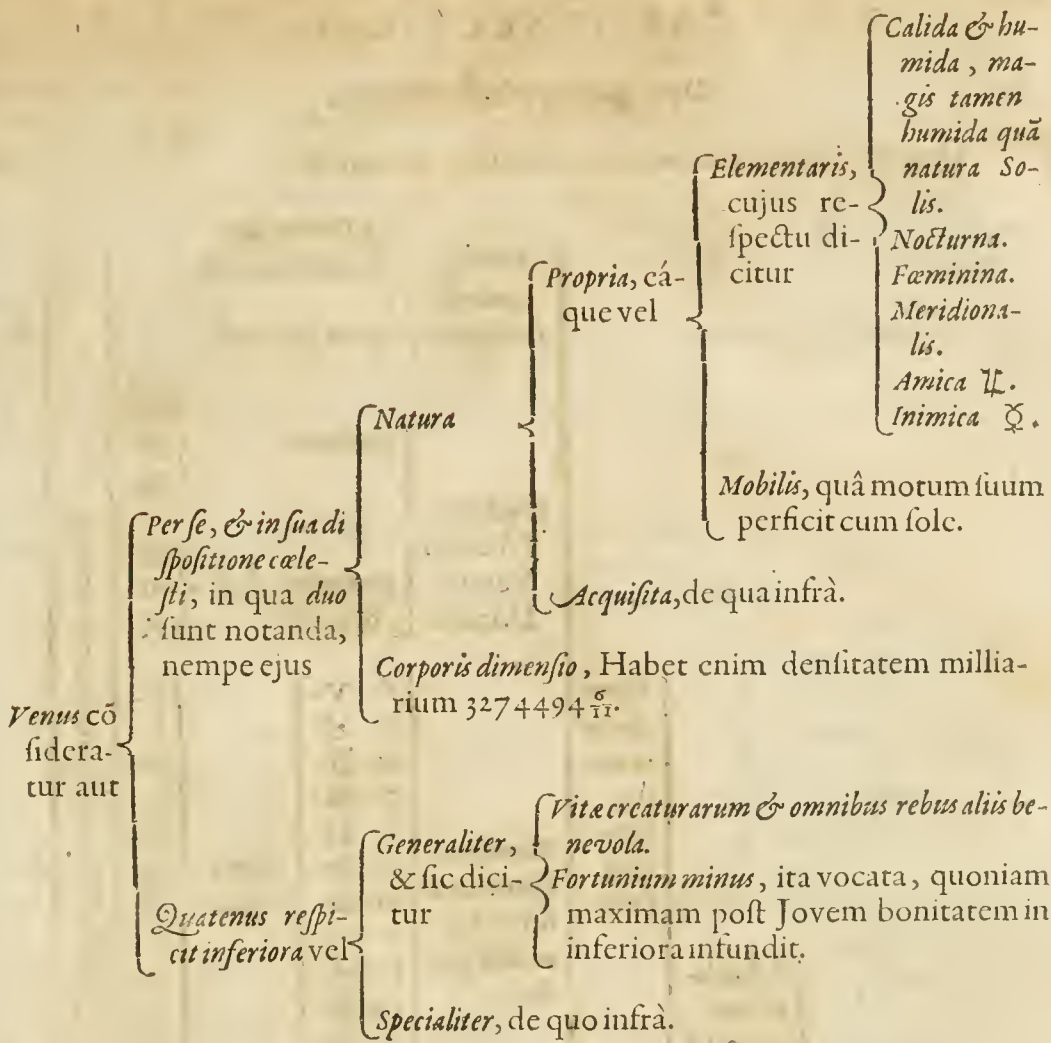 Venus cõ
ſidera-
tur aut
Per ſe, & in ſua di
ſpoſitione cœle-
ſti, in qua duo
ſunt notanda,
nempe ejus
Natura
Propria, eá-
que vel
Elementaris,
cujus re-
ſpectu di-
citur
Calida & hu-
mida, ma-
gis tamen
humida quã
natura So-
lis.
Nocturna.
Fœminina.
Meridiona-
lis.
Amica ♃.
Inimica ☿.
Mobilis, quâ motum ſuum
perficit cum ſole.
Acquiſita, de qua infrà.
Corporis dimenſio, Habet enim denſitatem millia-
rium 3274494 6/11.
Quatenus reſpi-
cit inferiora vel
Generaliter,
& ſic dici-
tur
Vitæ creaturarum & omnibus rebus aliis be-
nevola.
Fortunium minus, ita vocata, quoniam
maximam poſt Jovem bonitatem in
inferiora infundit.
Specialiter, de quo infrà.